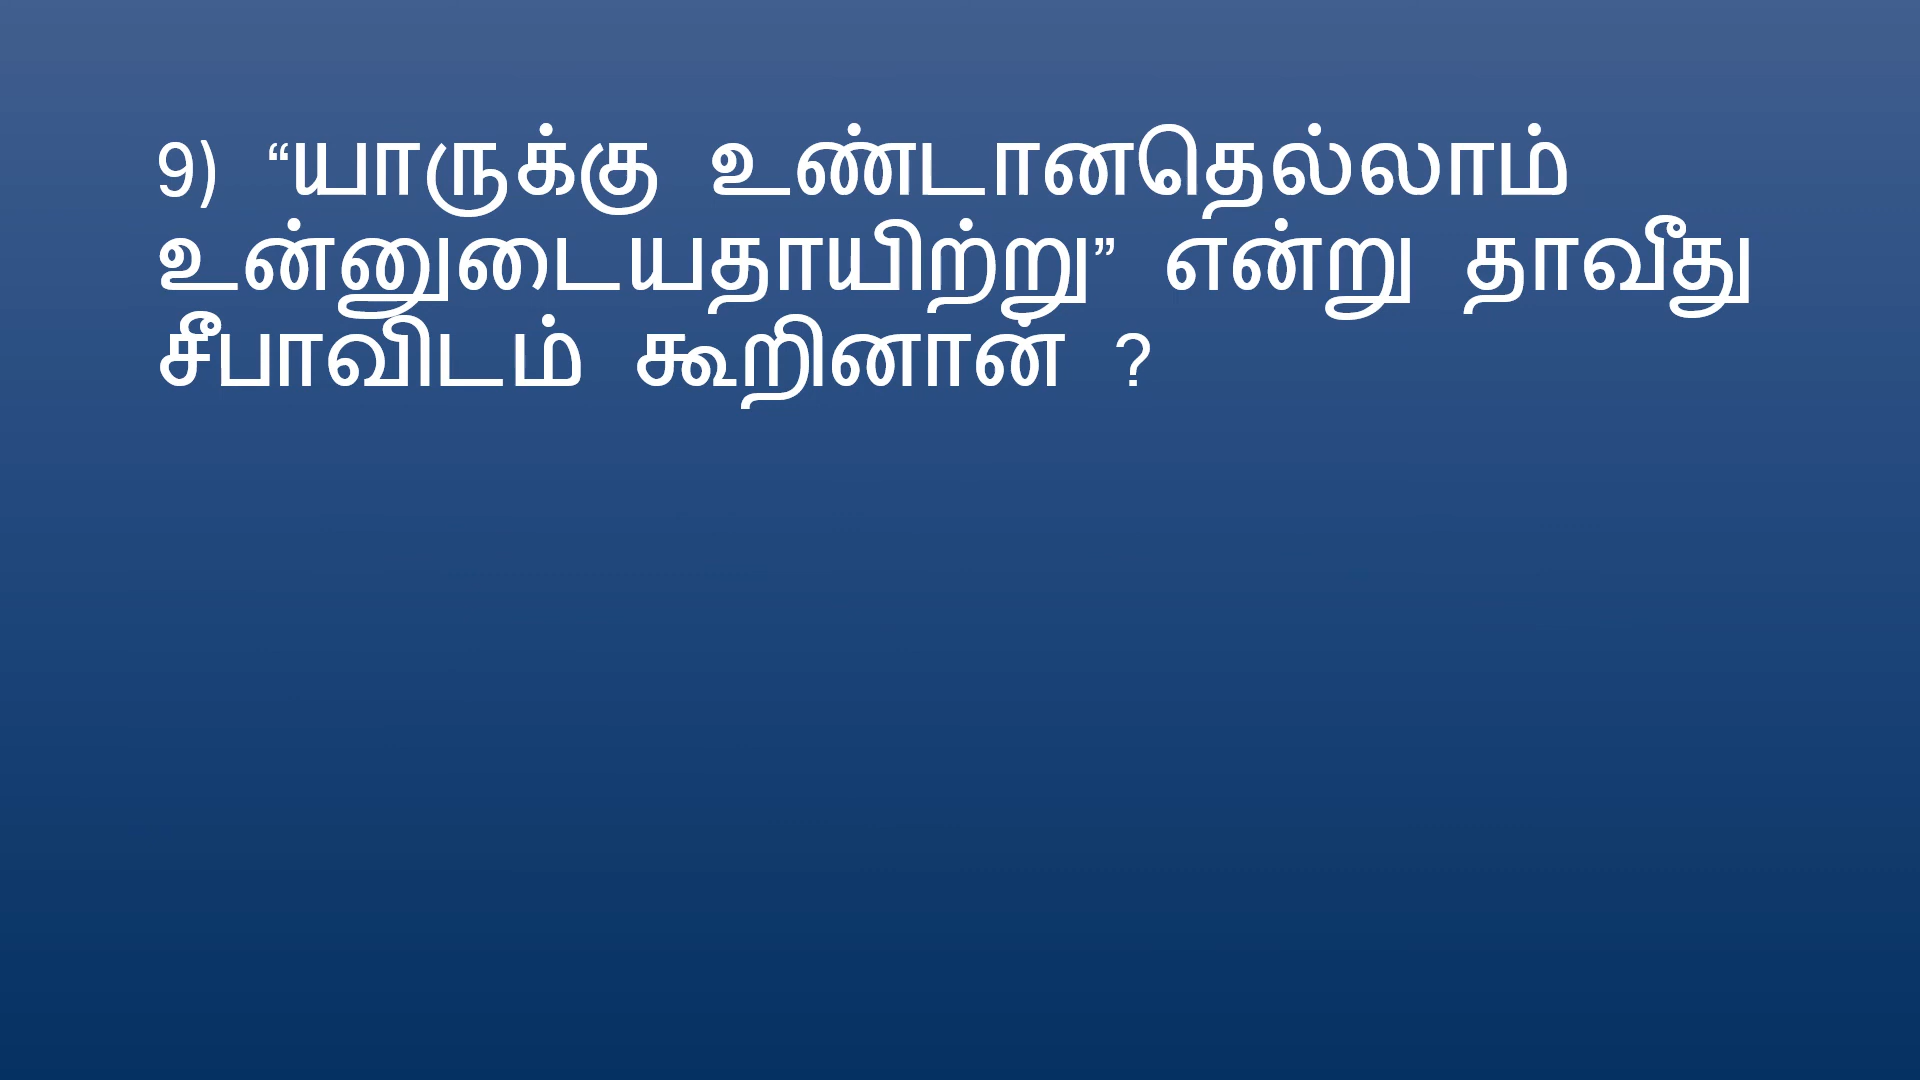 9) “யாருக்கு உண்டானதெல்லாம்
உன்னுடையதாயிற்று” என்று தாவீது
சீபாவிடம் கூறினான் ?